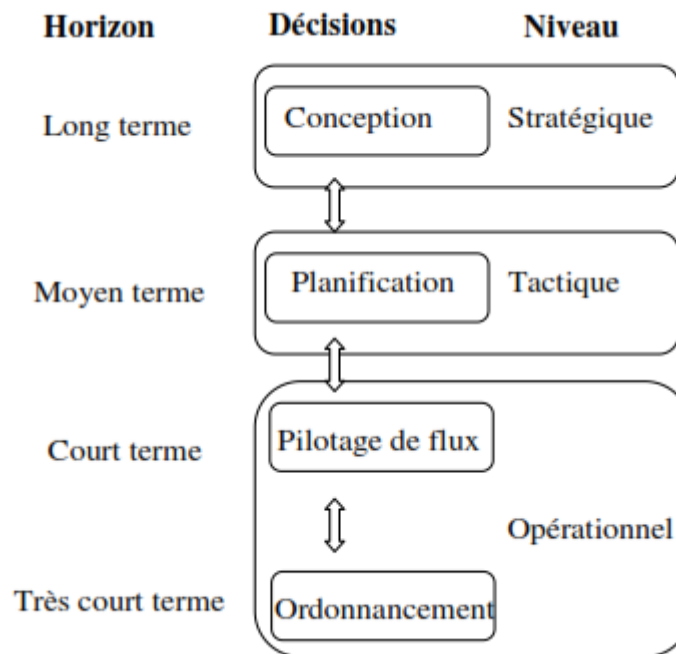 Horizon Décisions Niveau
Long terme Conception Stratégique
Moyen terme Planification Tactique
Court terme Pilotage de flux
Opérationnel
Très court terme Ordonnancement